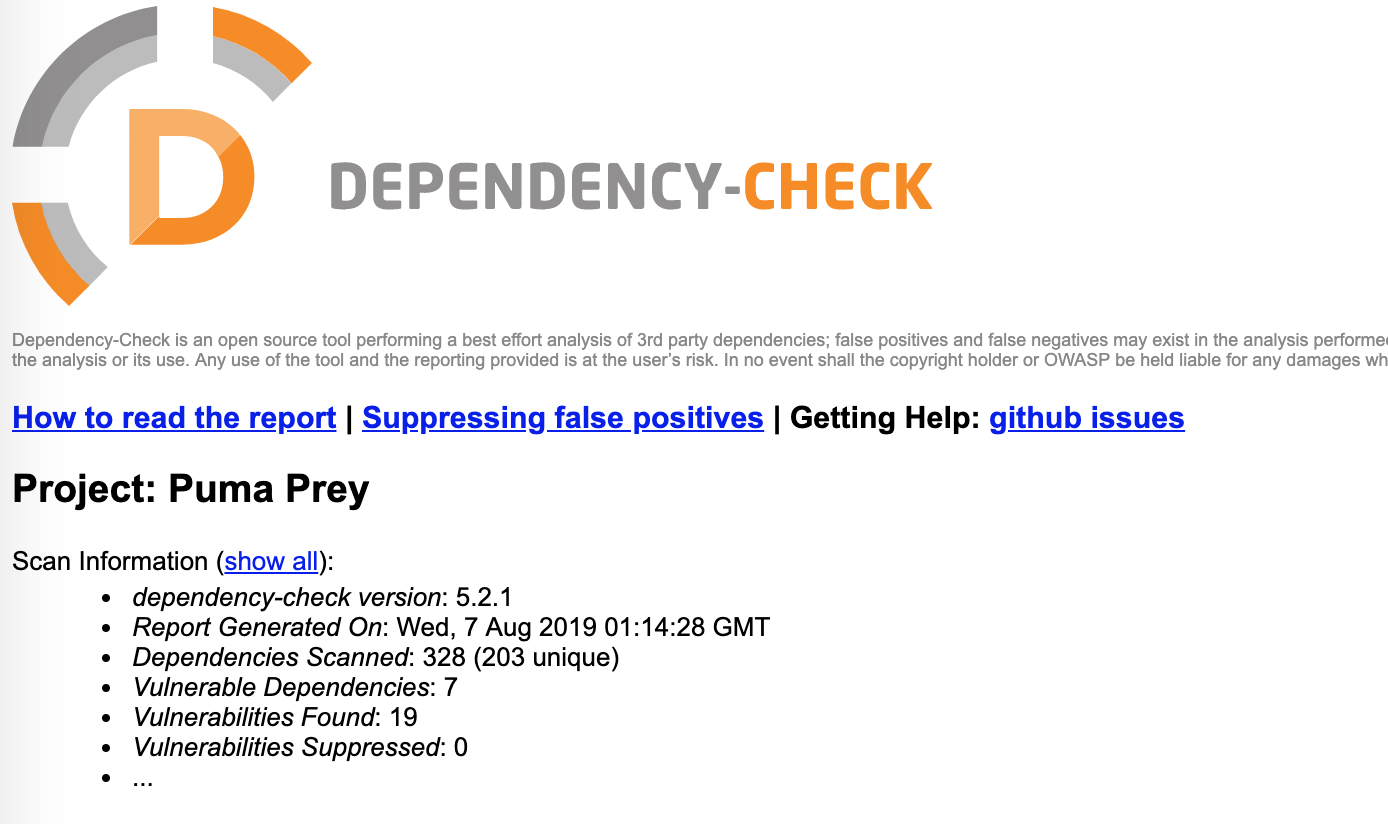 D
DEPENDENCY-CHECK
Dependency-Check is an open source tool performing a best effort analysis of 3rd party dependencies; false positives and false negatives may exist in the analysis performed
the analysis or its use. Any use of the tool and the reporting provided is at the user’s risk. In no event shall the copyright holder or OWASP be held liable for any damages wh
How to read the report | Suppressing false positives | Getting Help: github issues
Project: Puma Prey
Scan Information (show all):
• dependency-check version: 5.2.1
• Report Generated On: Wed, 7 Aug 2019 01:14:28 GMT
• Dependencies Scanned: 328 (203 unique)
• Vulnerable Dependencies: 7
• Vulnerabilities Found: 19
• Vulnerabilities Suppressed: 0
• ...